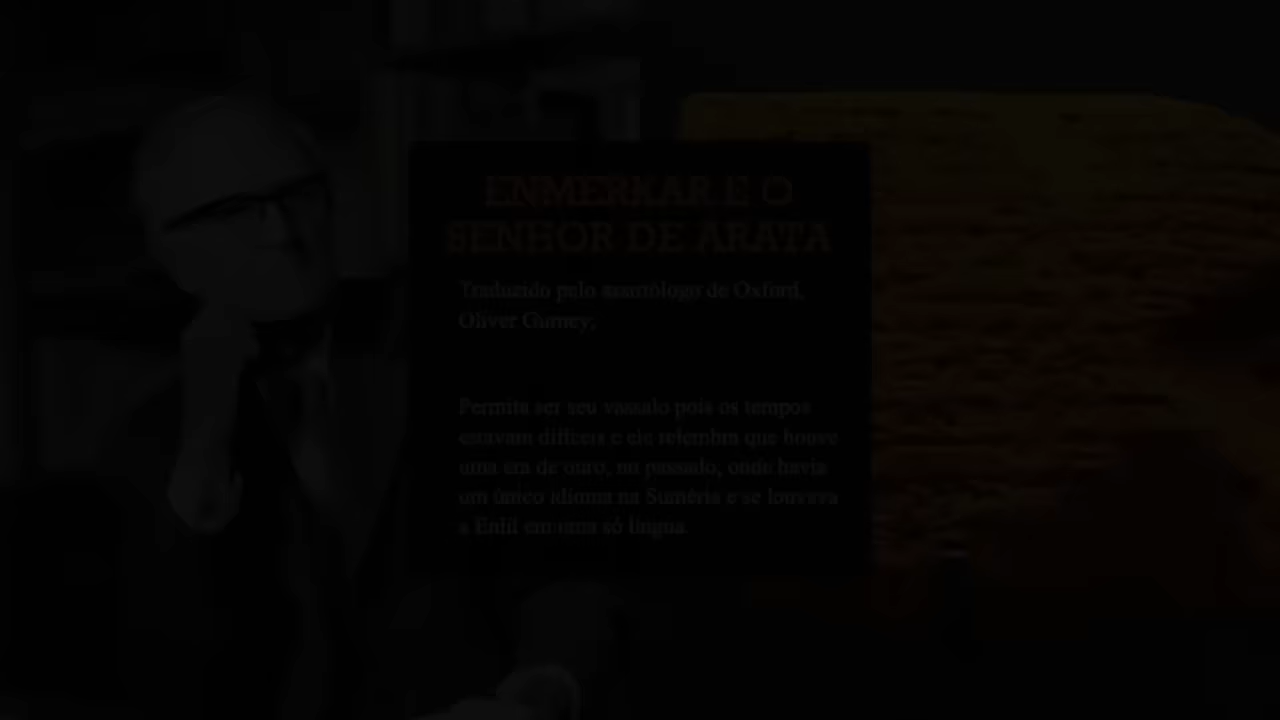 ENMERKAR E O
SENHOR DE ARATA
Traduzido pelo assiriólogo de Oxford,
Oliver Gurney;
Permita ser seu vassalo pois os tempos
estavam difíceis e ele relembra que houve
uma era de ouro, no passado, onde havia
um único idioma na Suméria e se louvava
a Enlil em uma só língua.